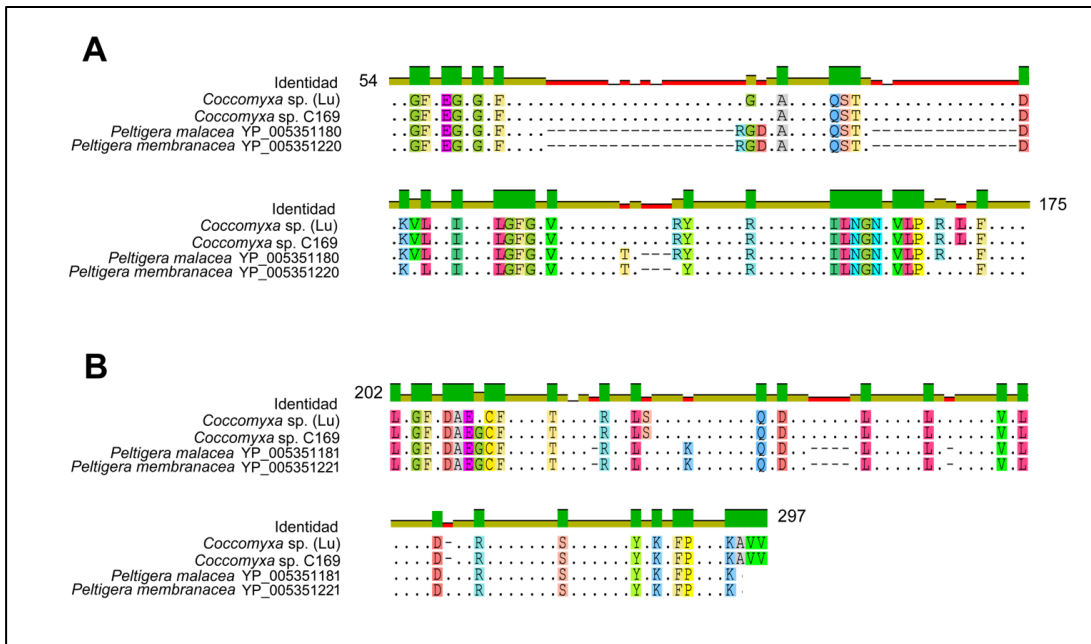 A
54
Identidad
Coccomyxa sp. (Lu) ..GF.EG.G.F.......................G..A....QST...............D
Coccomyxa sp. C169 ..GF.EG.G.F..........................A....QST...............D
Peltigera malacea YP_005351180 ..GF.EG.G.F....------------------RGD.A....QST.--------------D
Peltigera membranacea YP_005351220 ..GF.EG.G.F....------------------RGD.A....QST.--------------D
Identidad 175
Coccomyxa sp. (Lu) .KVL..I...LGFG.V...........RY.....R.......ILNGN.VLP.R.L.F....
Coccomyxa sp. C169 .KVL..I...LGFG.V...........RY.....R.......ILNGN.VLP.R.L.F....
Peltigera malacea YP_005351180 .KVL..I...LGFG.V......T.---RY.....R.......ILNGN.VLP.R...F....
Peltigera membranacea YP_005351220 .K.L..I...LGFG.V........----Y.....R.......ILNGN.VLP.....F....
B
202
Identidad
Coccomyxa sp. (Lu) L.GF.DAE.CF....T....R..LS..........Q.D.......L.....L......V.L
Coccomyxa sp. C169 L.GF.DAEGCF....T....R..LS..........Q.D.......L.....L......V.L
Peltigera malacea YP_005351181 L.GF.DAEGCF....T...-R..L....K......Q.D..----.L.....L.-....V.L
Peltigera membranacea YP_005351221 L.GF.DAEGCF....T...-R..L....K......Q.D..----.L.....L.-....V.L
Identidad 297
Coccomyxa sp. (Lu) ....D-..R.......S......Y.K.FP...KAVV
Coccomyxa sp. C169 ....D-..R.......S......Y.K.FP...KAVV
Peltigera malacea YP_005351181 ....D...R.......S......Y.K.FP...K
Peltigera membranacea YP_005351221 ....D...R.......S......Y.K.FP...K